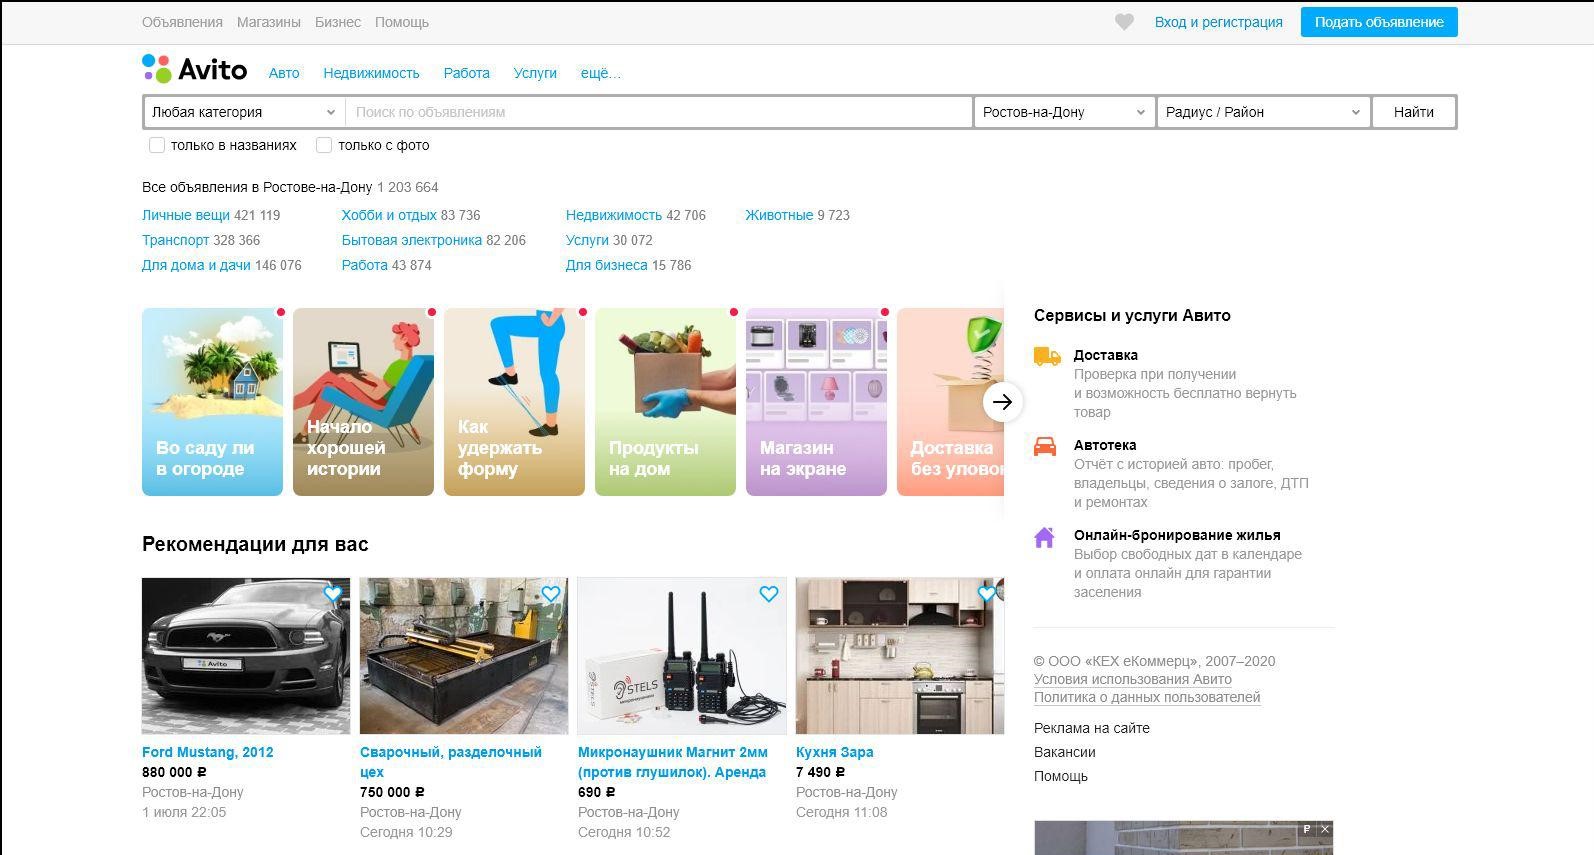 Объявления Магазины Бизнес Помощь
Вход и регистрация Подать объявление
Avito Авто Недвижимость Работа Услуги ещё...
Любая категория Поиск по объявлениям Ростов-на-Дону Радиус / Район Найти
только в названиях только с фото
Все объявления в Ростове-на-Дону 1 203 664
Личные вещи 421 119 Хобби и отдых 83 736 Недвижимость 42 706 Животные 9 723
Транспорт 328 366 Бытовая электроника 82 206 Услуги 30 072
Для дома и дачи 146 076 Работа 43 874 Для бизнеса 15 786
Во саду ли
в огороде
Начало
хорошей
истории
Как
удержать
форму
Продукты
на дом
Магазин
на экране
Доставка
без уловок
Сервисы и услуги Авито
Доставка
Проверка при получении
и возможность бесплатно вернуть
товар
Автотека
Отчёт с историей авто: пробег,
владельцы, сведения о залоге, ДТП
и ремонтах
Онлайн-бронирование жилья
Выбор свободных дат в календаре
и оплата онлайн для гарантии
заселения
Рекомендации для вас
Avito
Ford Mustang, 2012
880 000 ₽
Ростов-на-Дону
1 июля 22:05
Сварочный, разделочный
цех
750 000 ₽
Ростов-на-Дону
Сегодня 10:29
STELS
Микронаушник Магнит 2мм
(против глушилок). Аренда
690 ₽
Ростов-на-Дону
Сегодня 10:52
Кухня Зара
7 490 ₽
Ростов-на-Дону
Сегодня 11:08
© ООО «КЕХ еКоммерц», 2007–2020
Условия использования Авито
Политика о данных пользователей
Реклама на сайте
Вакансии
Помощь